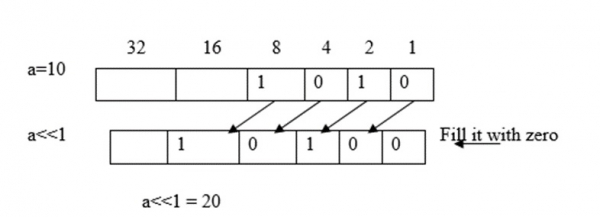 32 16 8 4 2 1
a=10 1 0 1 0
a<<1 1 0 1 0 0 Fill it with zero
a<<1 = 20